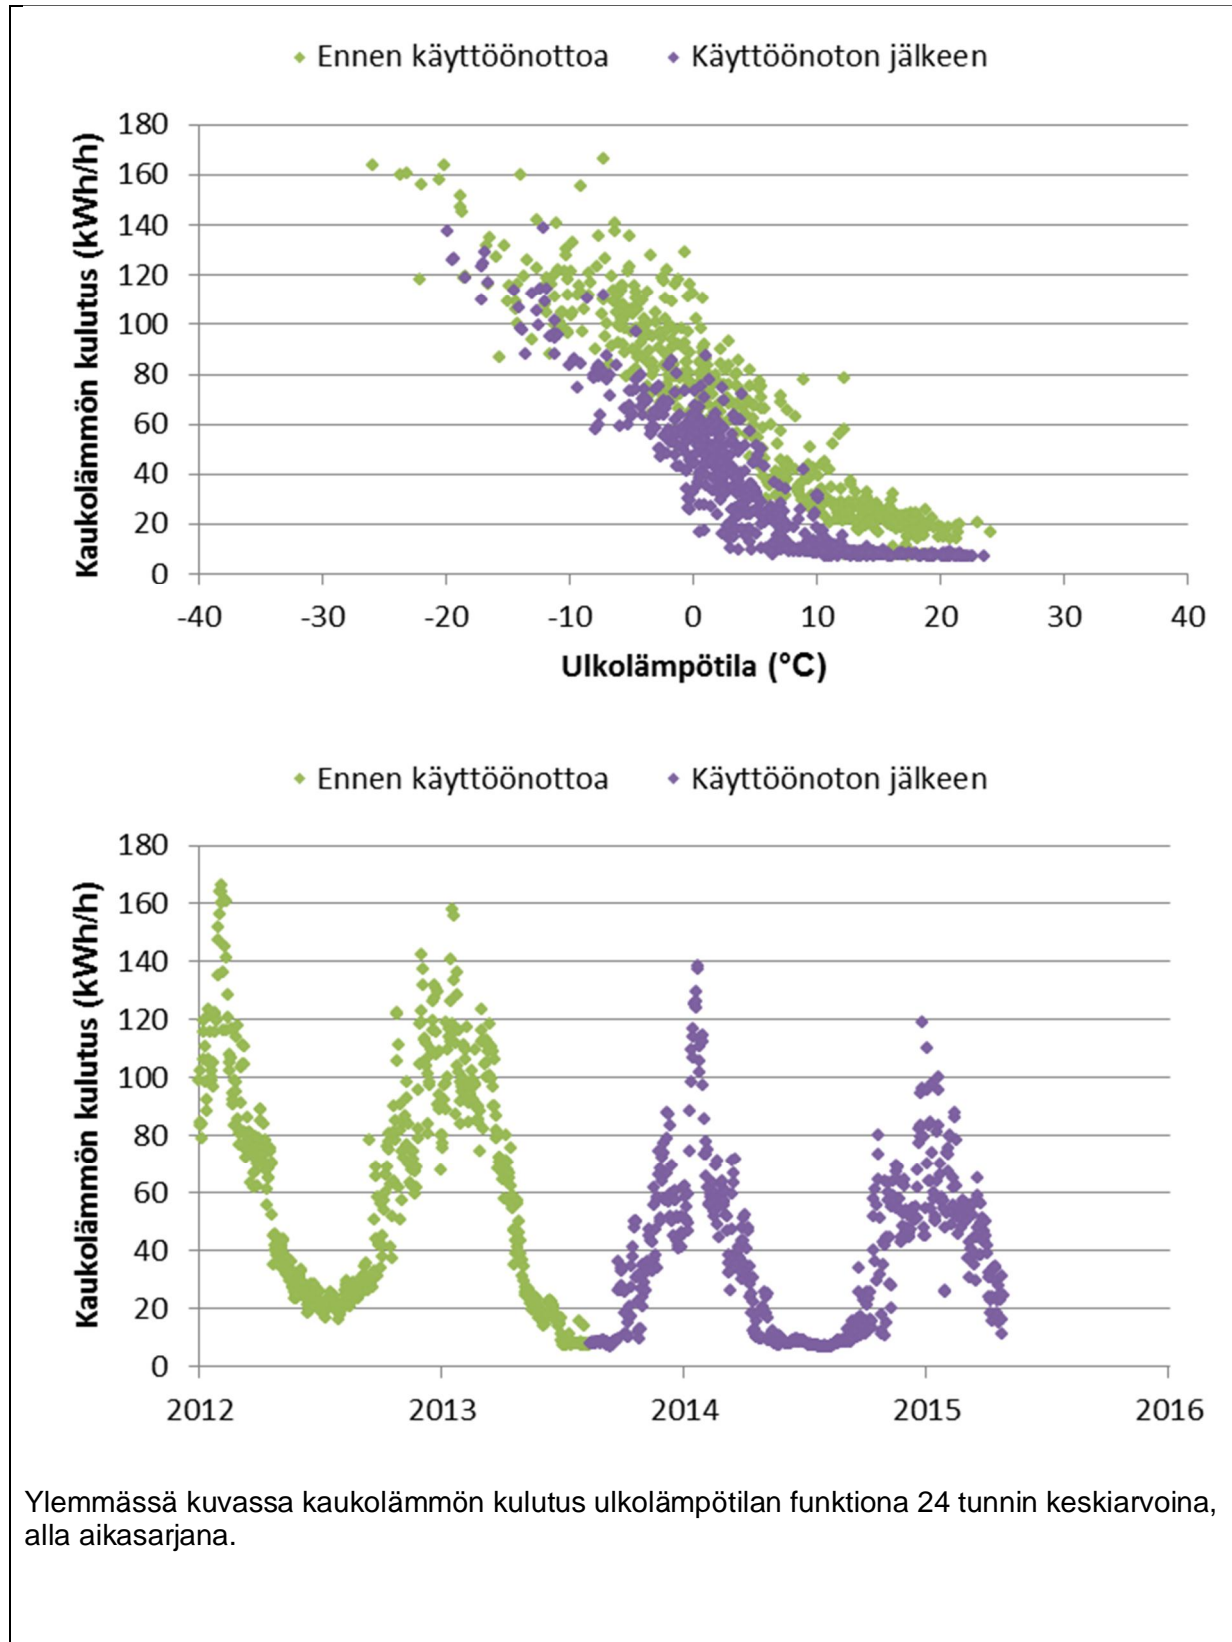 Ennen käyttöönottoa Käyttöönoton jälkeen
Kaukolämmön kulutus (kWh/h)
180
160
140
120
100
80
60
40
20
0
-40 -30 -20 -10 0 10 20 30 40
Ulkolämpötila (°C)
Ennen käyttöönottoa Käyttöönoton jälkeen
Kaukolämmön kulutus (kWh/h)
180
160
140
120
100
80
60
40
20
0
2012 2013 2014 2015 2016
Ylemmässä kuvassa kaukolämmön kulutus ulkolämpötilan funktiona 24 tunnin keskiarvoina,
alla aikasarjana.